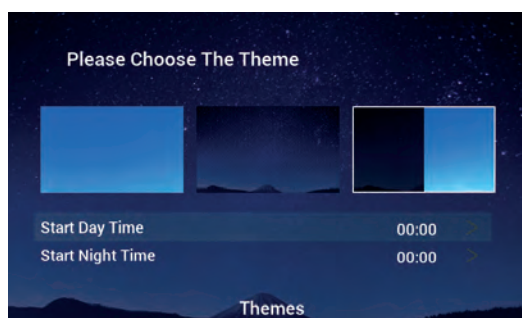 Please Choose The Theme
Start Day Time 00:00
Start Night Time 00:00
Themes